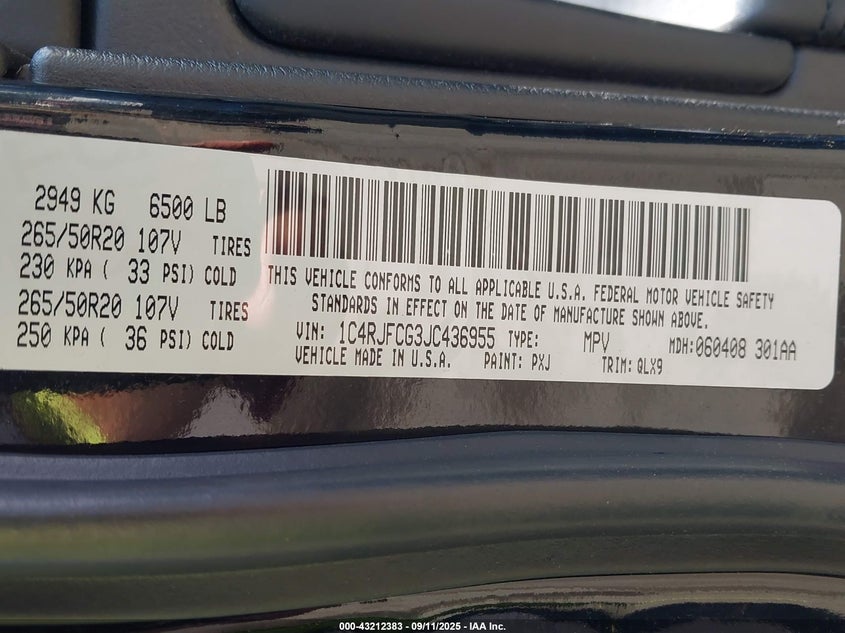 2949 KG 6500 LB
265/50R20 107V TIRES
230 KPA ( 33 PSI) COLD
265/50R20 107V TIRES
250 KPA ( 36 PSI) COLD
THIS VEHICLE CONFORMS TO ALL APPLICABLE U.S.A. FEDERAL MOTOR VEHICLE SAFETY
STANDARDS IN EFFECT ON THE DATE OF MANUFACTURE SHOWN ABOVE.
VIN: 1C4RJFCG3JC436955 TYPE: MPV MDH:060408 301AA
VEHICLE MADE IN U.S.A. PAINT: PXJ TRIM: QLX9
000-43212383 - 09/11/2025 - IAA Inc.